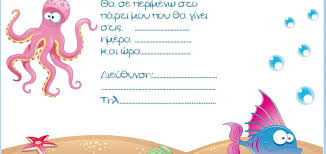 Θα σε περιμένω στο
πάρτι μου που θα γίνει
στις..............................
ημέρα..............................
και ώρα..............................
Διεύθυνση:..............................
..............................
Τηλ..............................